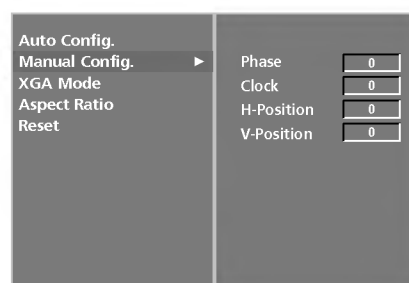 Auto Config.
Manual Config. ►
XGA Mode
Aspect Ratio
Reset
Phase 0
Clock 0
H-Position 0
V-Position 0